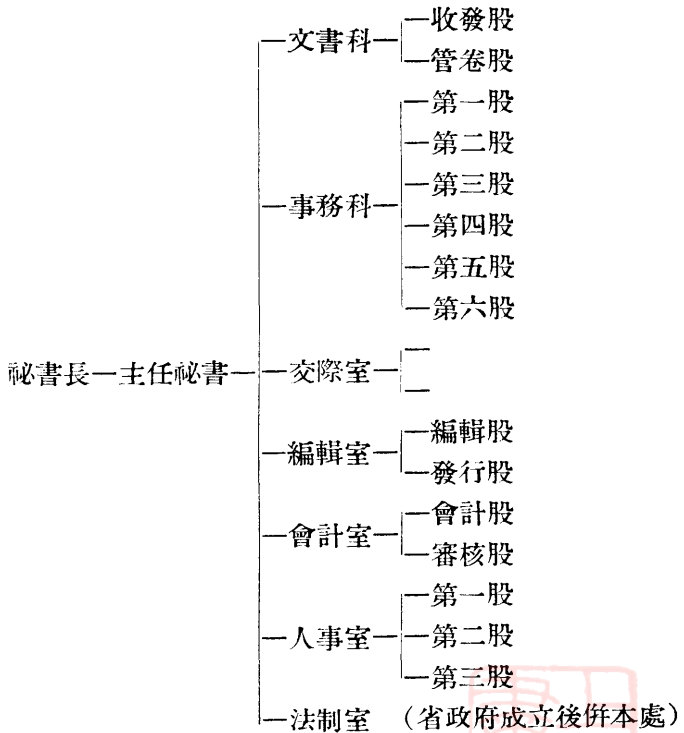 收發股
文書科
管卷股
第一股
第二股
第三股
事務科
第四股
第五股
第六股
祕書長 主任祕書 交際室
編輯股
編輯室
發行股
會計股
會計室
審核股
第一股
人事室 第二股
第三股
法制室 (省政府成立後併本處)